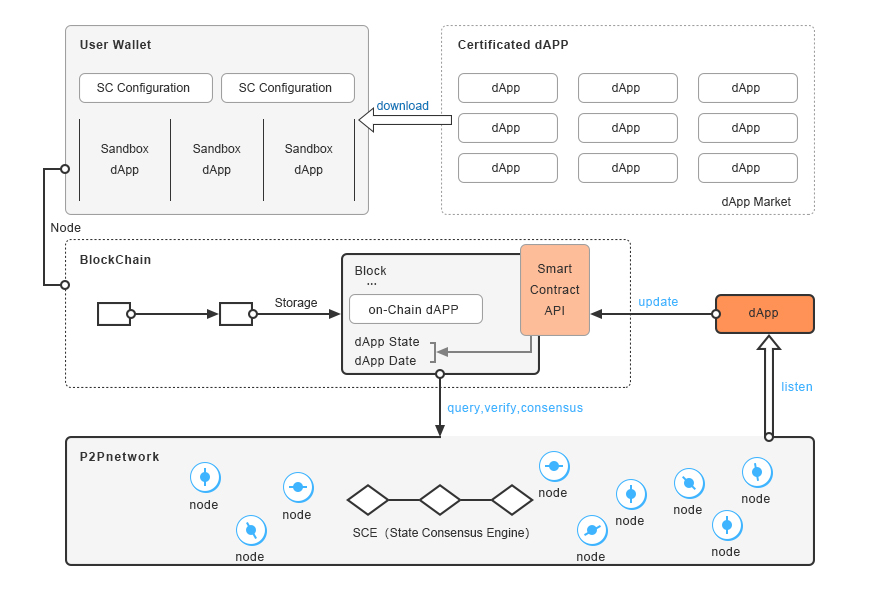 User Wallet
SC Configuration
SC Configuration
Sandbox
dApp
Sandbox
dApp
Sandbox
dApp
download
Certificated dAPP
dApp
dApp
dApp
dApp
dApp
dApp
dApp
dApp
dApp
dApp Market
Node
BlockChain
Storage
Block
...
on-Chain dAPP
dApp State
dApp Date
Smart
Contract
API
update
dApp
query,verify,consensus
listen
P2Pnetwork
node
node
node
SCE（State Consensus Engine）
node
node
node
node
node
node